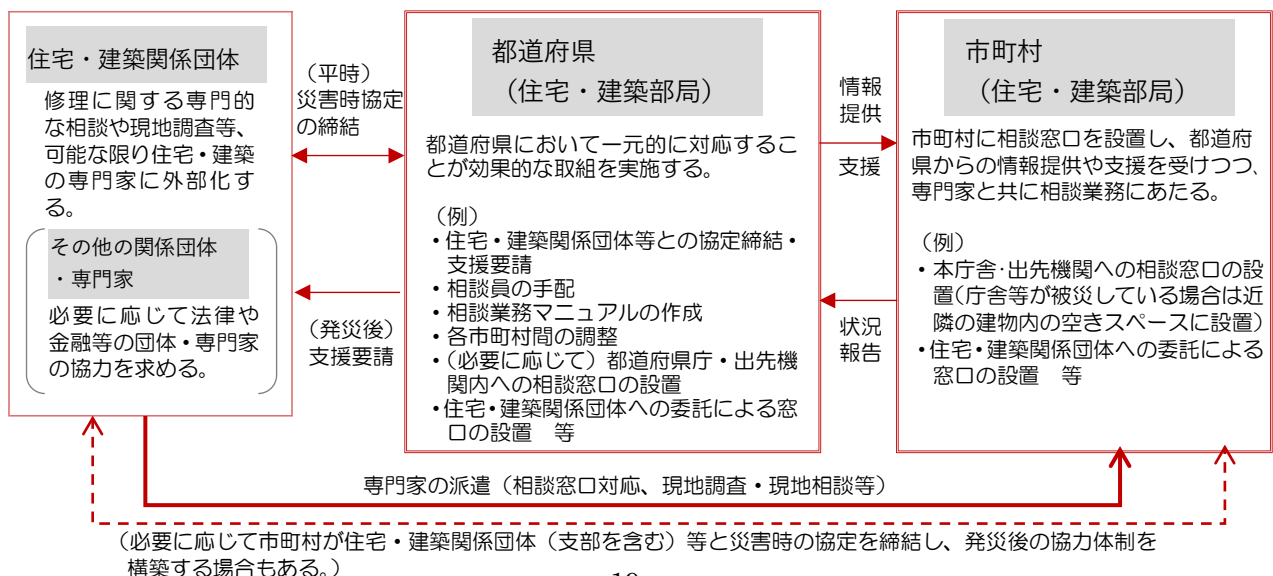 住宅・建築関係団体
修理に関する専門的
な相談や現地調査等、
可能な限り住宅・建築
の専門家に外部化す
る。
その他の関係団体
・専門家
必要に応じて法律や
金融等の団体・専門家
の協力を求める。
（平時）
災害時協定
の締結
（発災後）
支援要請
都道府県
（住宅・建築部局）
都道府県において一元的に対応するこ
とが効果的な取組を実施する。
（例）
・住宅・建築関係団体等との協定締結・
支援要請
・相談員の手配
・相談業務マニュアルの作成
・各市町村間の調整
・（必要に応じて）都道府県庁・出先機
関内への相談窓口の設置
・住宅・建築関係団体への委託による窓
口の設置　等
情報
提供
支援
状況
報告
市町村
（住宅・建築部局）
市町村に相談窓口を設置し、都道府
県からの情報提供や支援を受けつつ、
専門家と共に相談業務にあたる。
（例）
・本庁舎・出先機関への相談窓口の設
置（庁舎等が被災している場合は近
隣の建物内の空きスペースに設置）
・住宅・建築関係団体への委託による
窓口の設置　等
専門家の派遣（相談窓口対応、現地調査・現地相談等）
（必要に応じて市町村が住宅・建築関係団体（支部を含む）等と災害時の協定を締結し、発災後の協力体制を
構築する場合もある。）